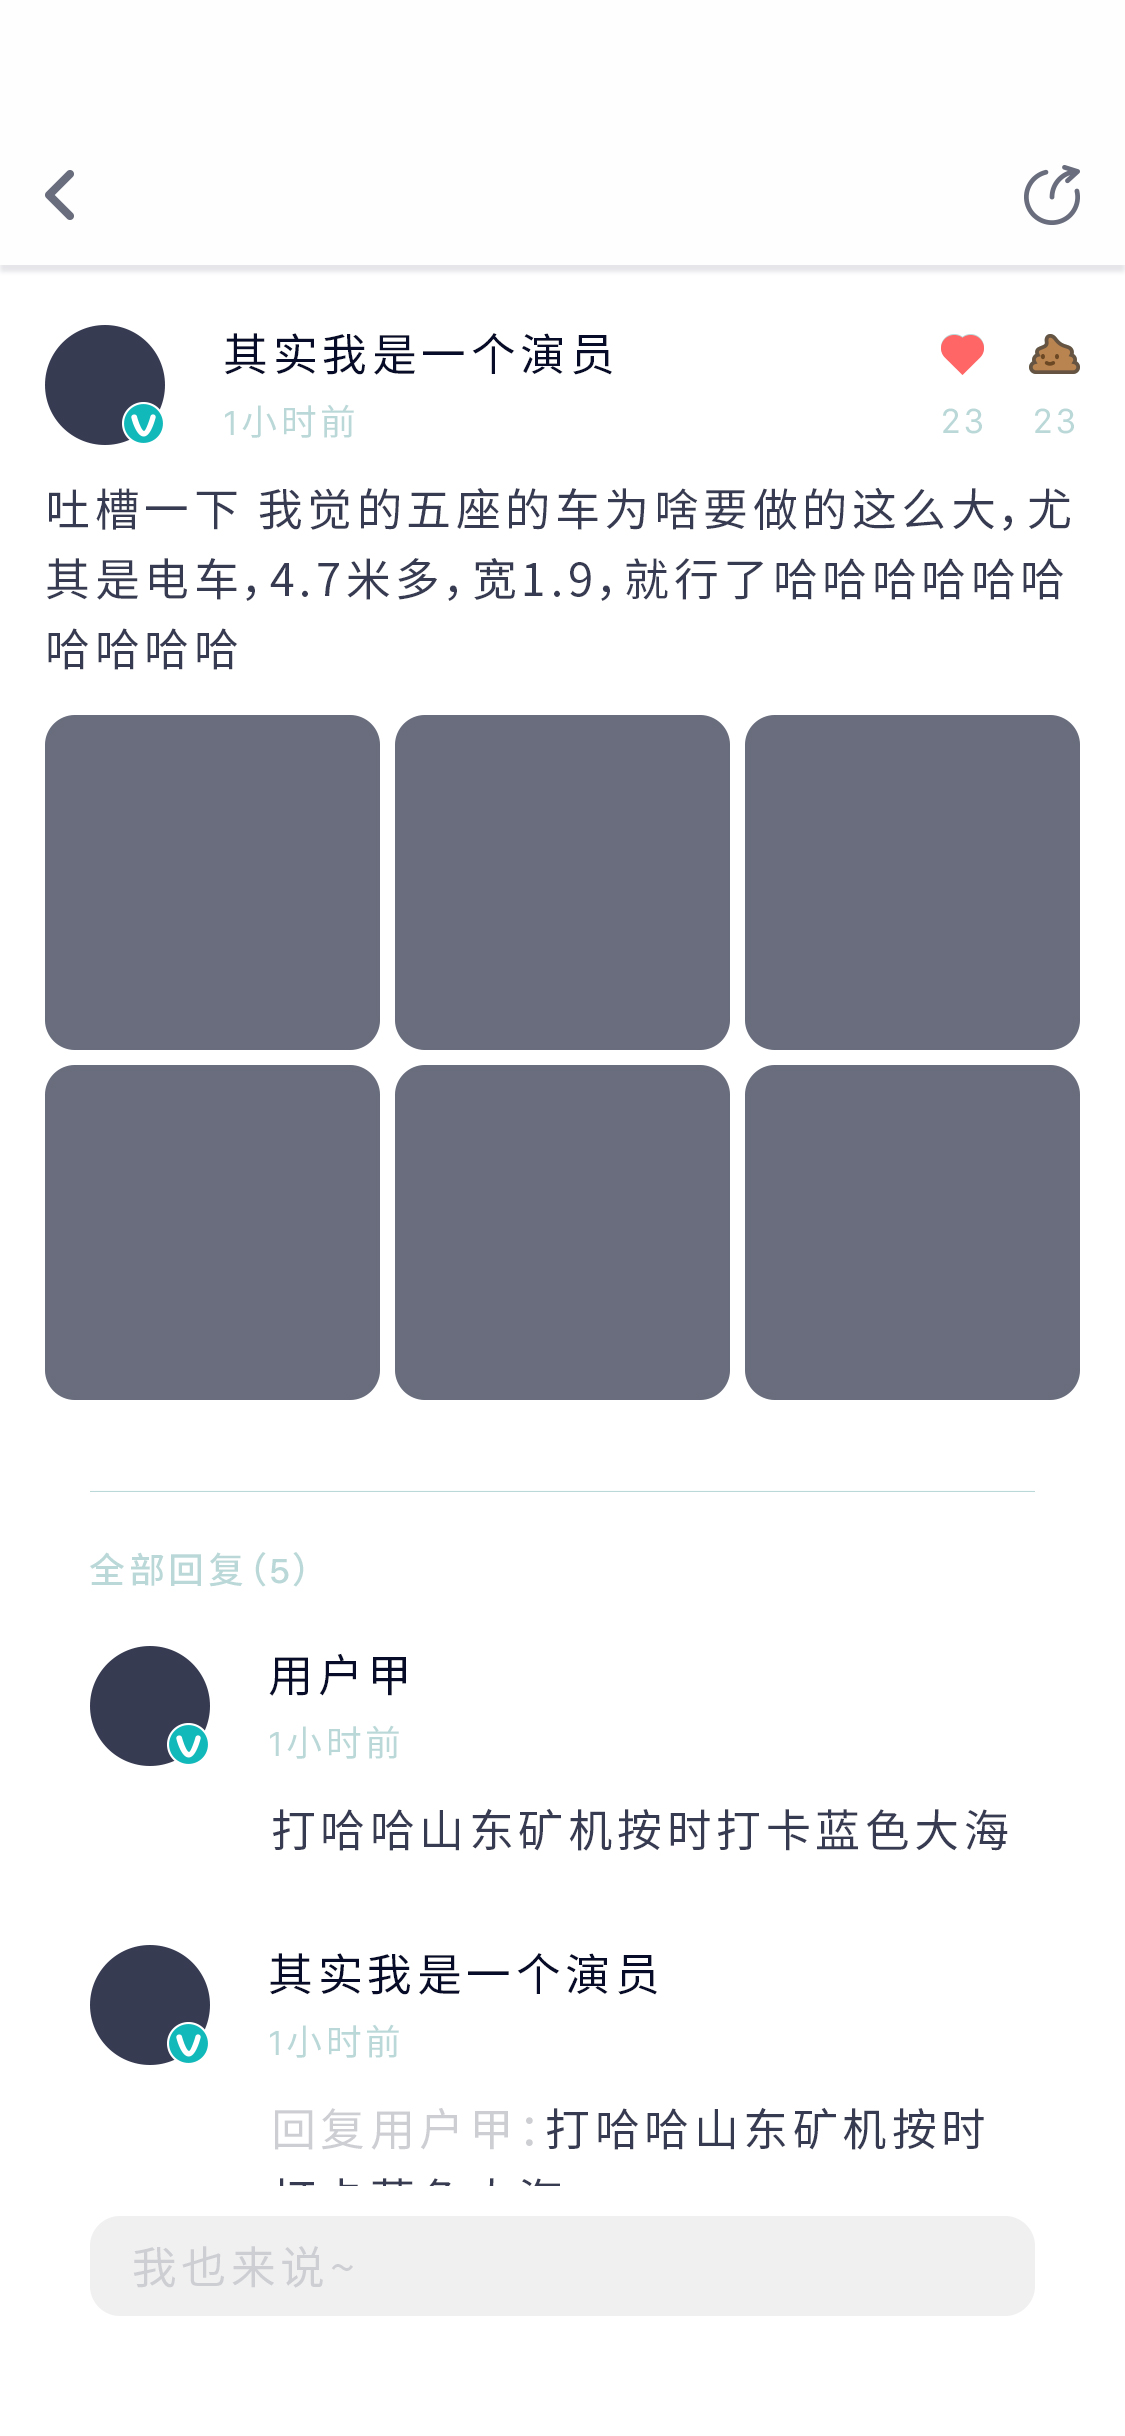 其实我是一个演员
1小时前
23 23
吐槽一下 我觉的五座的车为啥要做的这么大，尤
其是电车，4.7米多，宽1.9，就行了哈哈哈哈哈哈
哈哈哈哈
全部回复（5）
用户甲
1小时前
打哈哈山东矿机按时打卡蓝色大海
其实我是一个演员
1小时前
回复用户甲：打哈哈山东矿机按时
我也来说~